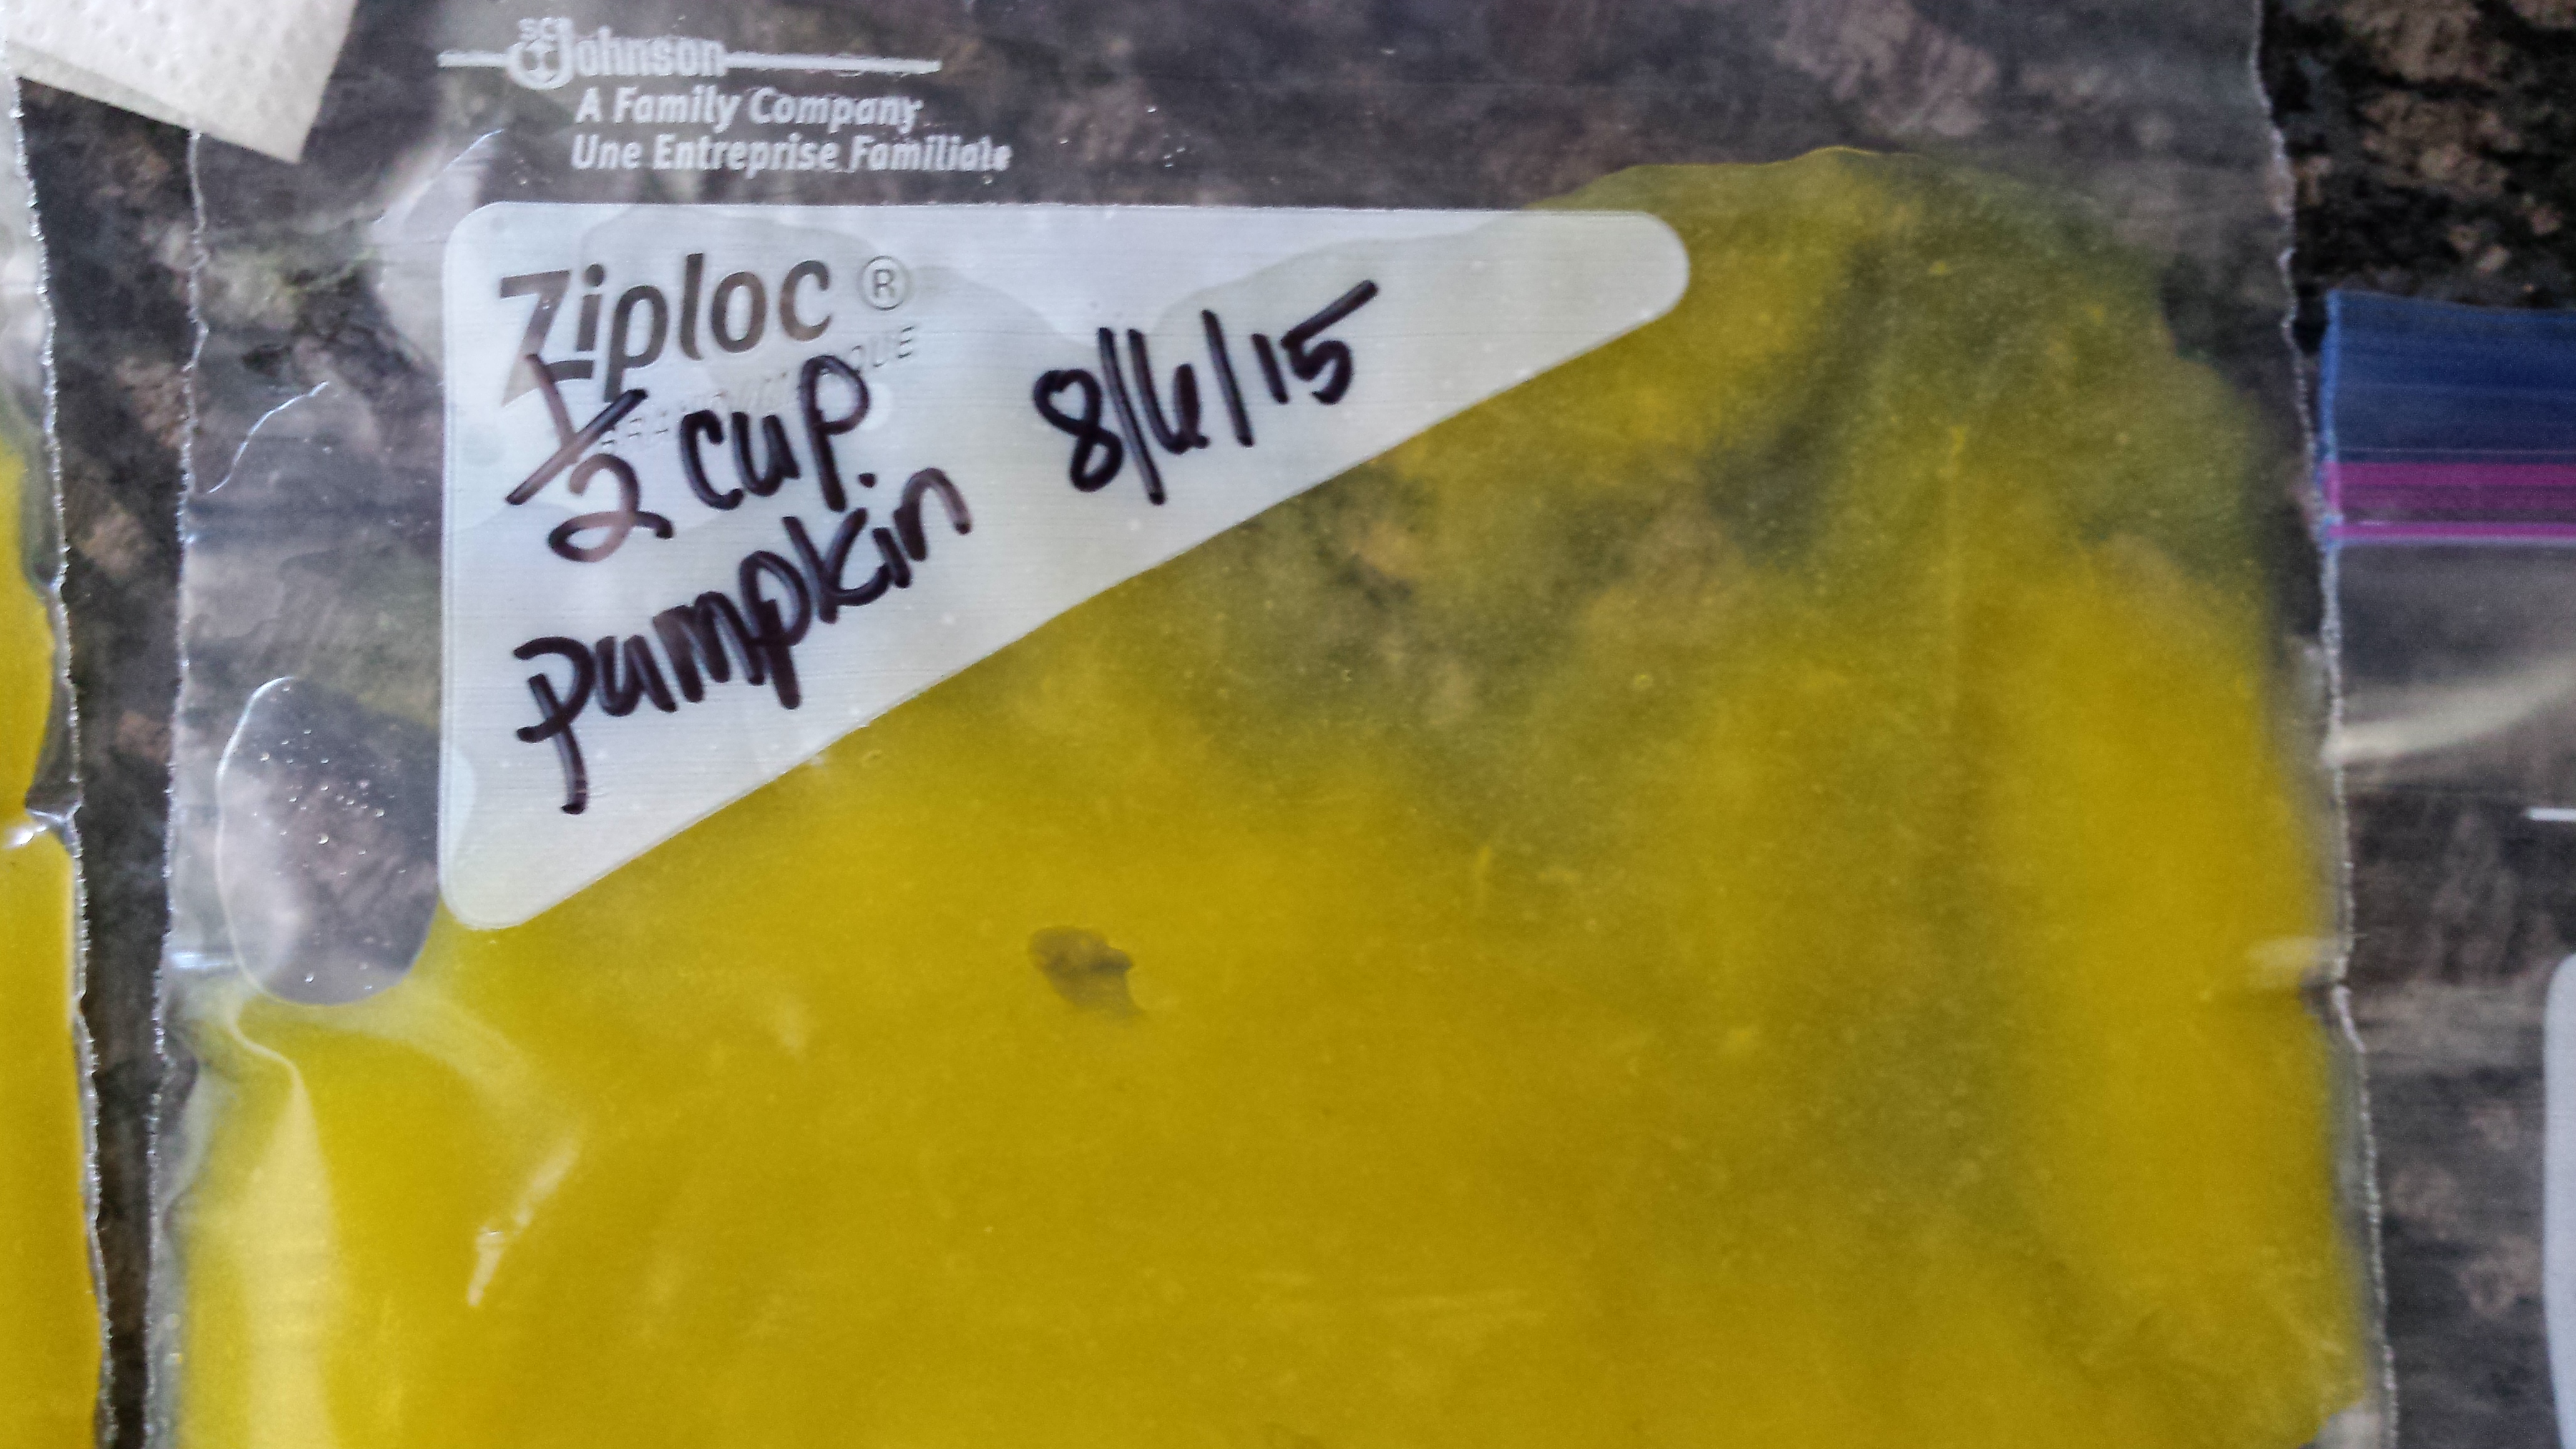 SC Johnson
A Family Company
Une Entreprise Familiale
Ziploc ®
1/2 cup
pumpkin
8/6/15